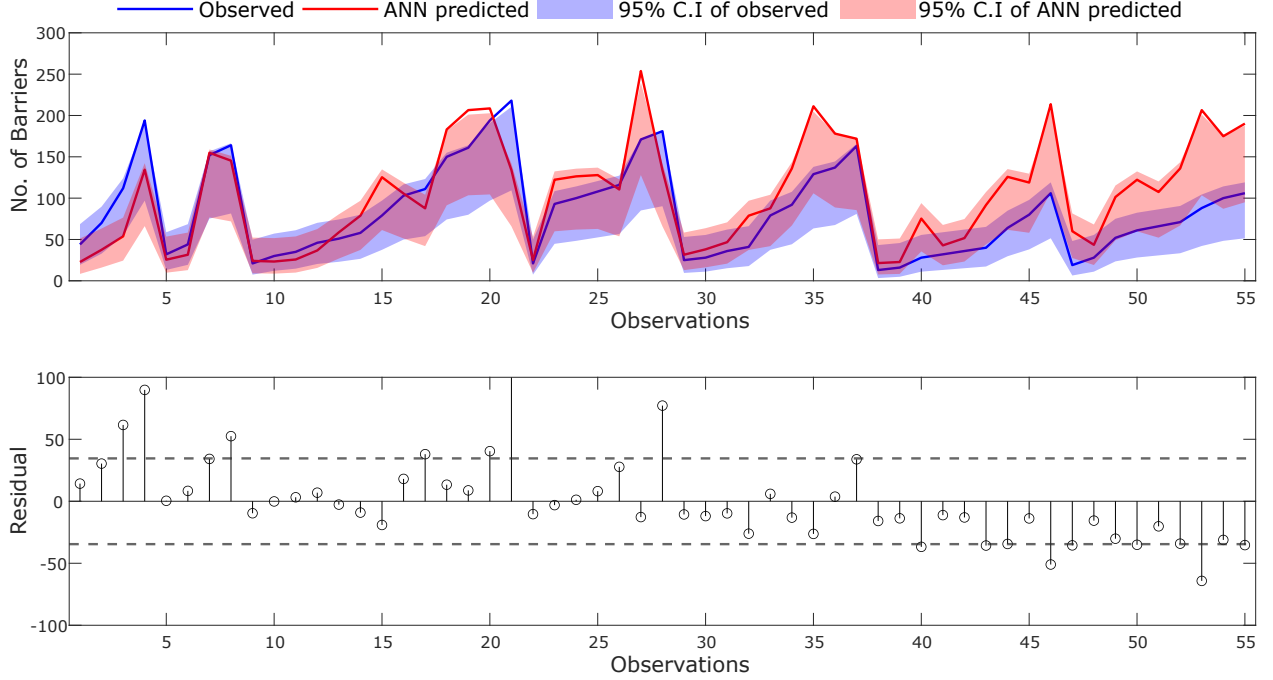 Observed ANN predicted 95% C.I of observed 95% C.I of ANN predicted
300
250
200
150
100
50
0
No. of Barriers
5 10 15 20 25 30 35 40 45 50 55
Observations
100
50
0
-50
-100
Residual
5 10 15 20 25 30 35 40 45 50 55
Observations